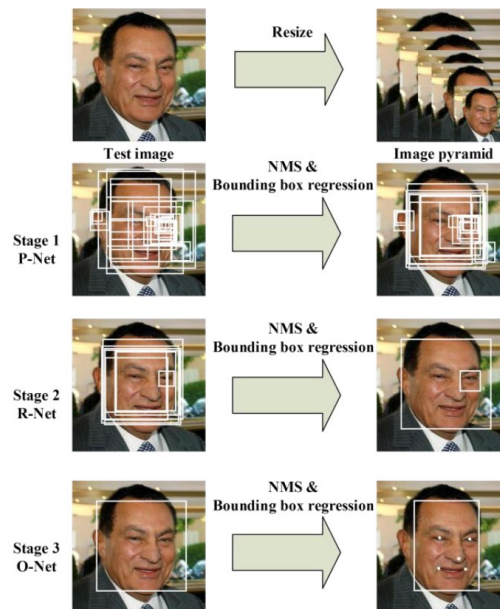 Resize
Test image
Image pyramid
NMS &
Bounding box regression
Stage 1
P-Net
NMS &
Bounding box regression
Stage 2
R-Net
NMS &
Bounding box regression
Stage 3
O-Net